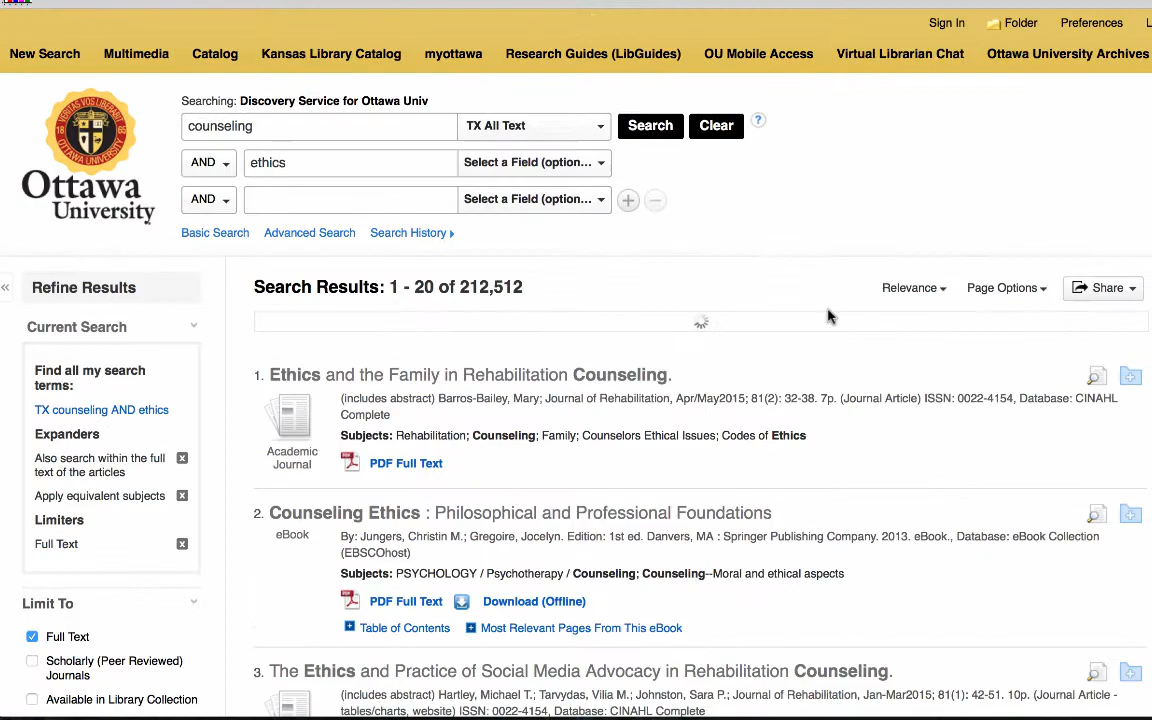 Sign In Folder Preferences L
New Search Multimedia Catalog Kansas Library Catalog myottawa Research Guides (LibGuides) OU Mobile Access Virtual Librarian Chat Ottawa University Archives
Ottawa
University
Searching: Discovery Service for Ottawa Univ
counseling TX All Text Search Clear ?
AND ethics Select a Field (option...
AND Select a Field (option...
Basic Search Advanced Search Search History
Refine Results
Current Search
Find all my search
terms:
TX counseling AND ethics
Expanders
Also search within the full
text of the articles
Apply equivalent subjects
Limiters
Full Text
Limit To
Full Text
Scholarly (Peer Reviewed)
Journals
Available in Library Collection
Search Results: 1 - 20 of 212,512
Relevance Page Options Share
1. Ethics and the Family in Rehabilitation Counseling.
(includes abstract) Barros-Bailey, Mary; Journal of Rehabilitation, Apr/May2015; 81(2): 32-38. 7p. (Journal Article) ISSN: 0022-4154, Database: CINAHL
Complete
Subjects: Rehabilitation; Counseling; Family; Counselors Ethical Issues; Codes of Ethics
Academic
Journal
PDF Full Text
2. Counseling Ethics : Philosophical and Professional Foundations
eBook
By: Jungers, Christin M.; Gregoire, Jocelyn. Edition: 1st ed. Danvers, MA : Springer Publishing Company. 2013. eBook., Database: eBook Collection
(EBSCOhost)
Subjects: PSYCHOLOGY / Psychotherapy / Counseling; Counseling--Moral and ethical aspects
PDF Full Text Download (Offline)
Table of Contents Most Relevant Pages From This eBook
3. The Ethics and Practice of Social Media Advocacy in Rehabilitation Counseling.
(includes abstract) Hartley, Michael T.; Tarvydas, Vilia M.; Johnston, Sara P.; Journal of Rehabilitation, Jan-Mar2015; 81(1): 42-51. 10p. (Journal Article -
tables/charts, website) ISSN: 0022-4154, Database: CINAHL Complete